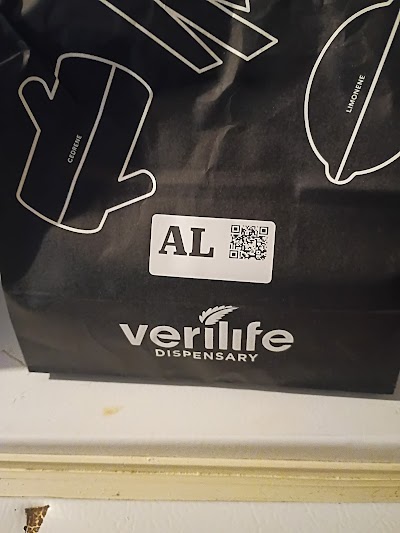 CEDRENE
LIMONENE
AL
verilife
DISPENSARY